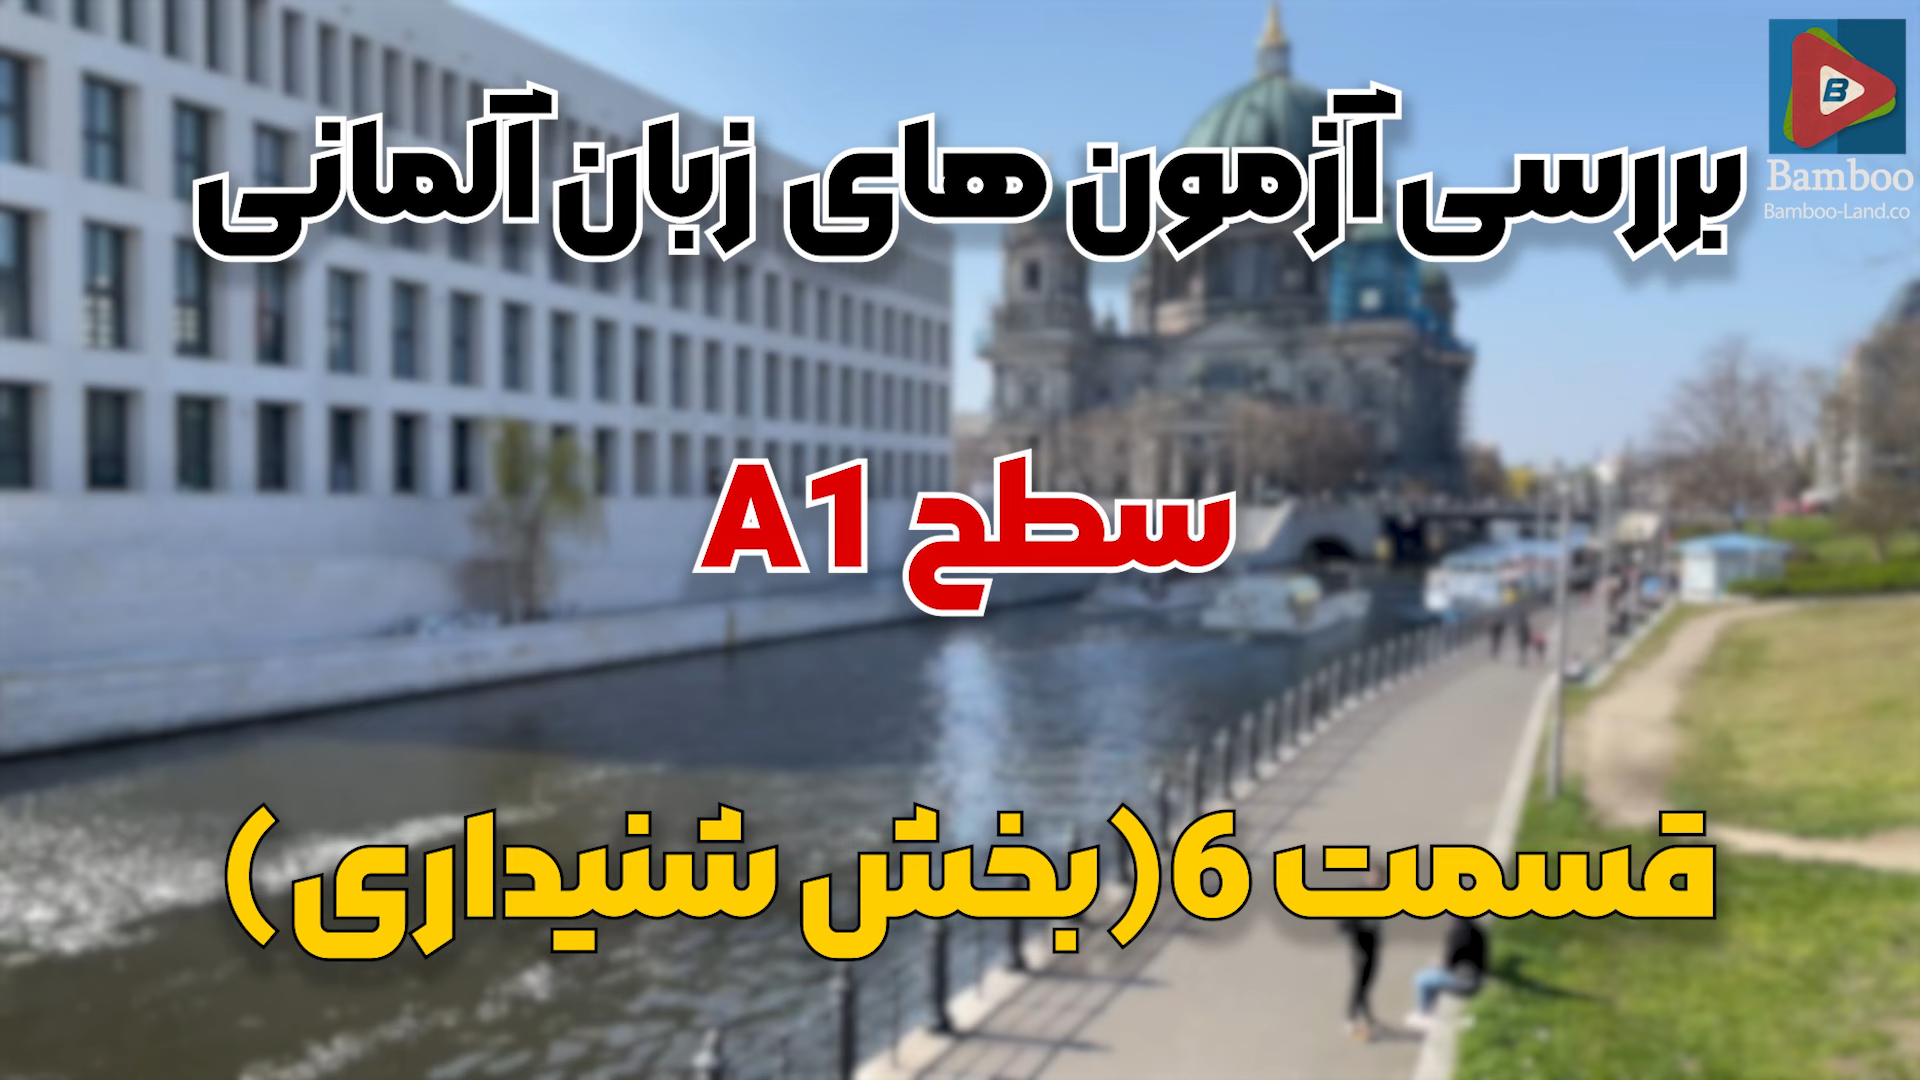 بررسی آزمون های زبان آلمانی
سطح A1
قسمت 6(بخش شنیداری)
B
Bamboo
Bamboo-Land.co